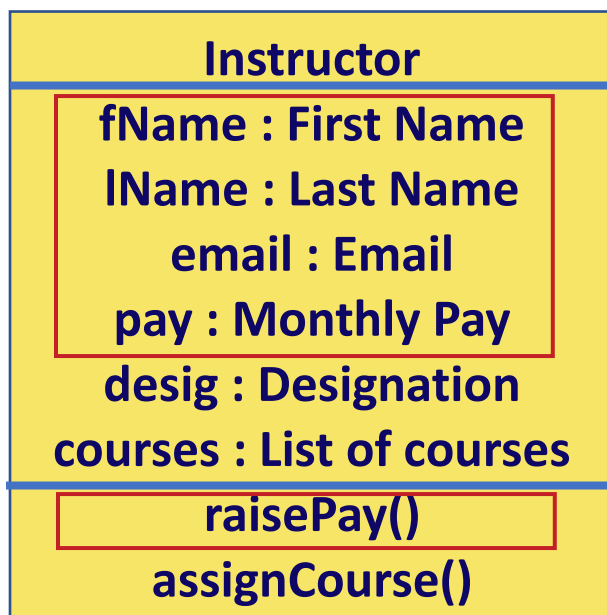 Instructor
fName : First Name
lName : Last Name
email : Email
pay : Monthly Pay
desig : Designation
courses : List of courses
raisePay()
assignCourse()